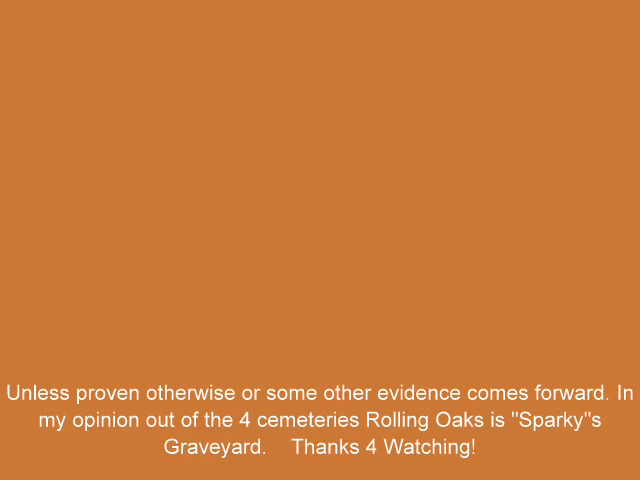 Unless proven otherwise or some other evidence comes forward. In
my opinion out of the 4 cemeteries Rolling Oaks is "Sparky"s
Graveyard.    Thanks 4 Watching!